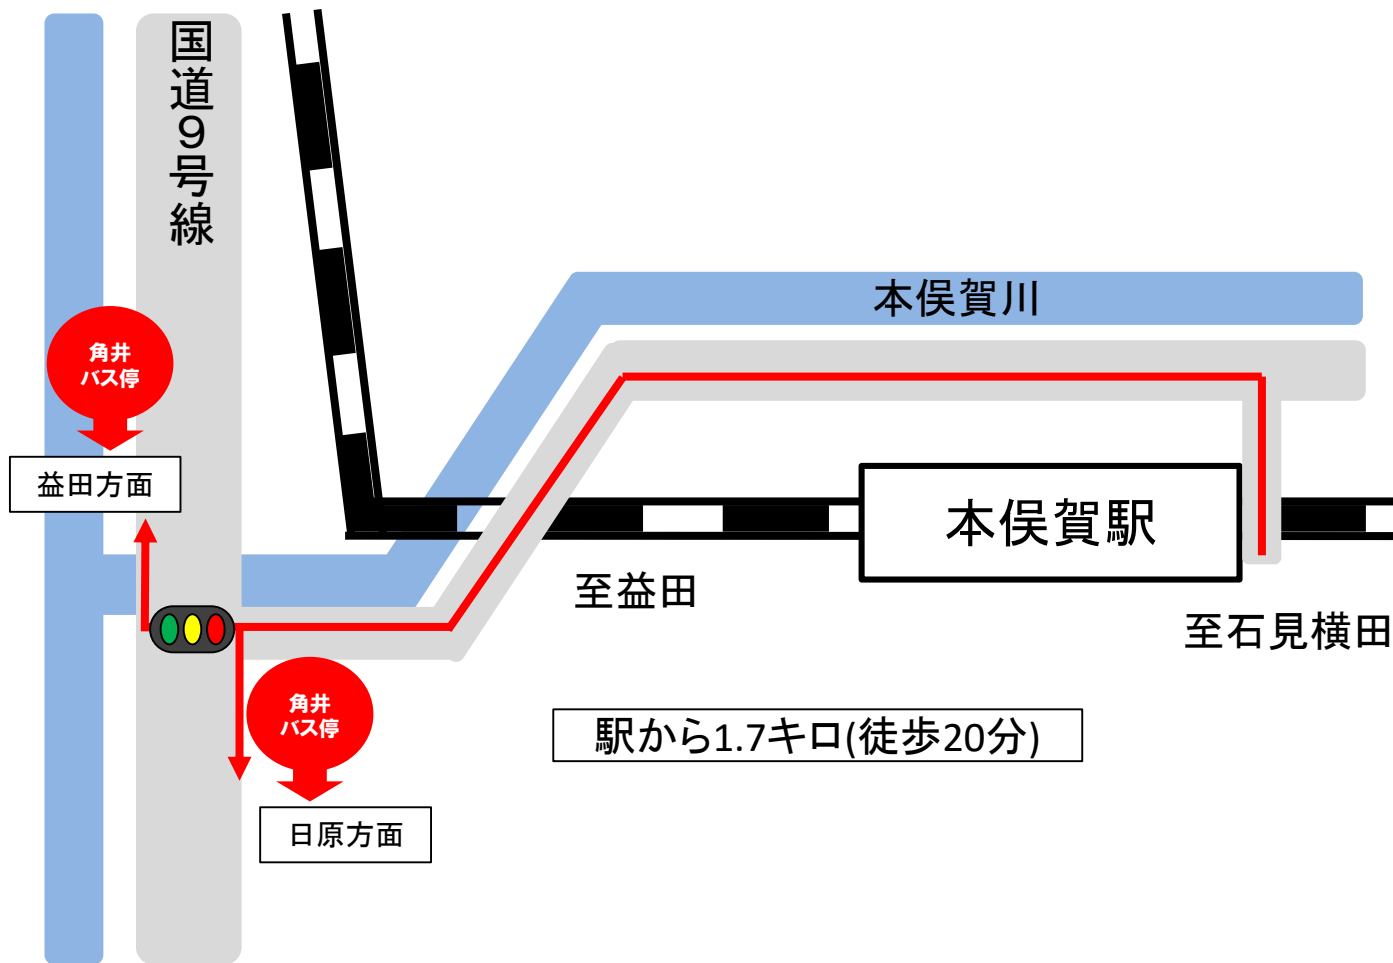 国道９号線
本俣賀川
角井
バス停
益田方面
本俣賀駅
至益田
至石見横田
角井
バス停
駅から1.7キロ(徒歩20分)
日原方面